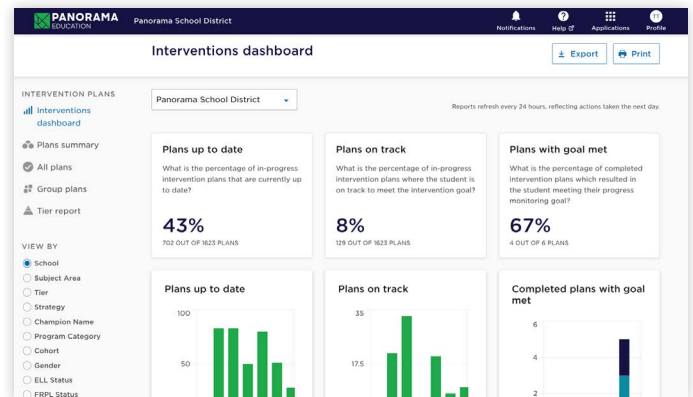 PANORAMA
EDUCATION
Panorama School District
Notifications
Help
Applications
TT
Profile
Interventions dashboard
Export
Print
INTERVENTION PLANS
Interventions
dashboard
Plans summary
All plans
Group plans
Tier report
VIEW BY
School
Subject Area
Tier
Strategy
Champion Name
Program Category
Cohort
Gender
ELL Status
FRPL Status
Panorama School District
Reports refresh every 24 hours, reflecting actions taken the next day.
Plans up to date
What is the percentage of in-progress
intervention plans that are currently up
to date?
43%
702 OUT OF 1623 PLANS
Plans on track
What is the percentage of in-progress
intervention plans where the student is
on track to meet the intervention goal?
8%
129 OUT OF 1623 PLANS
Plans with goal met
What is the percentage of completed
intervention plans which resulted in
the student meeting their progress
monitoring goal?
67%
4 OUT OF 6 PLANS
Plans up to date
100
50
Plans on track
35
17.5
Completed plans with goal
met
6
4
2